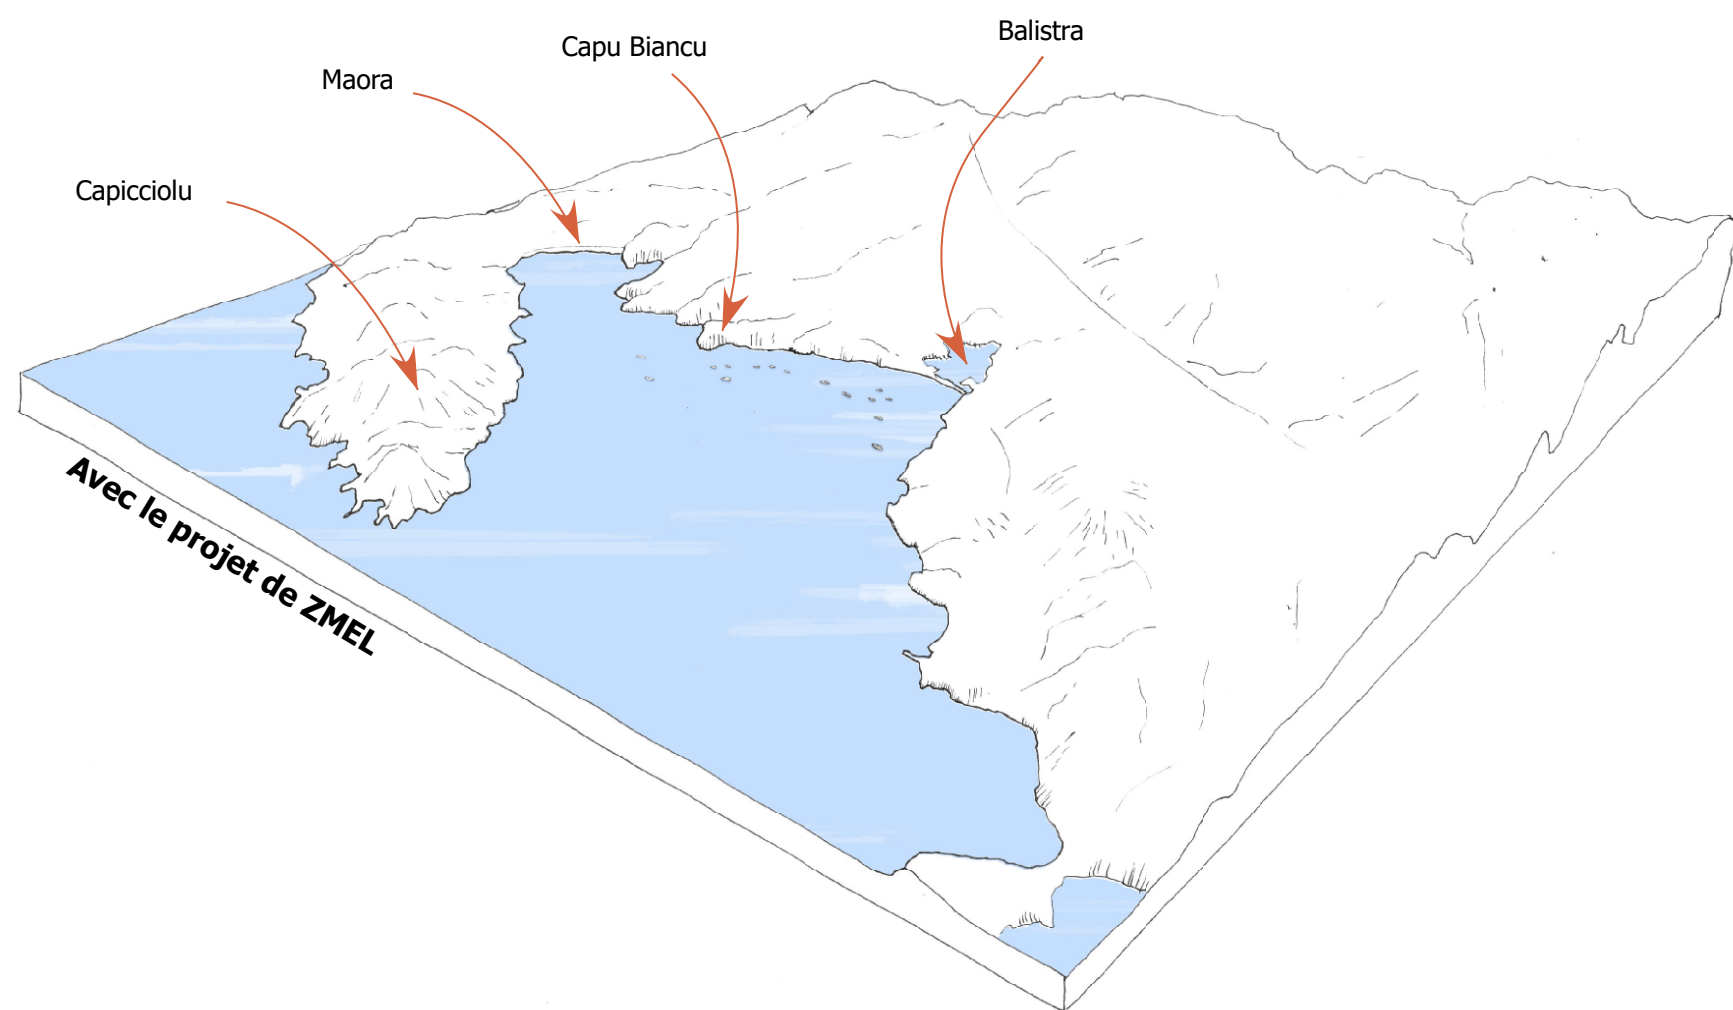 Balistra
Capu Biancu
Maora
Capicciolu
Avec le projet de ZMEL